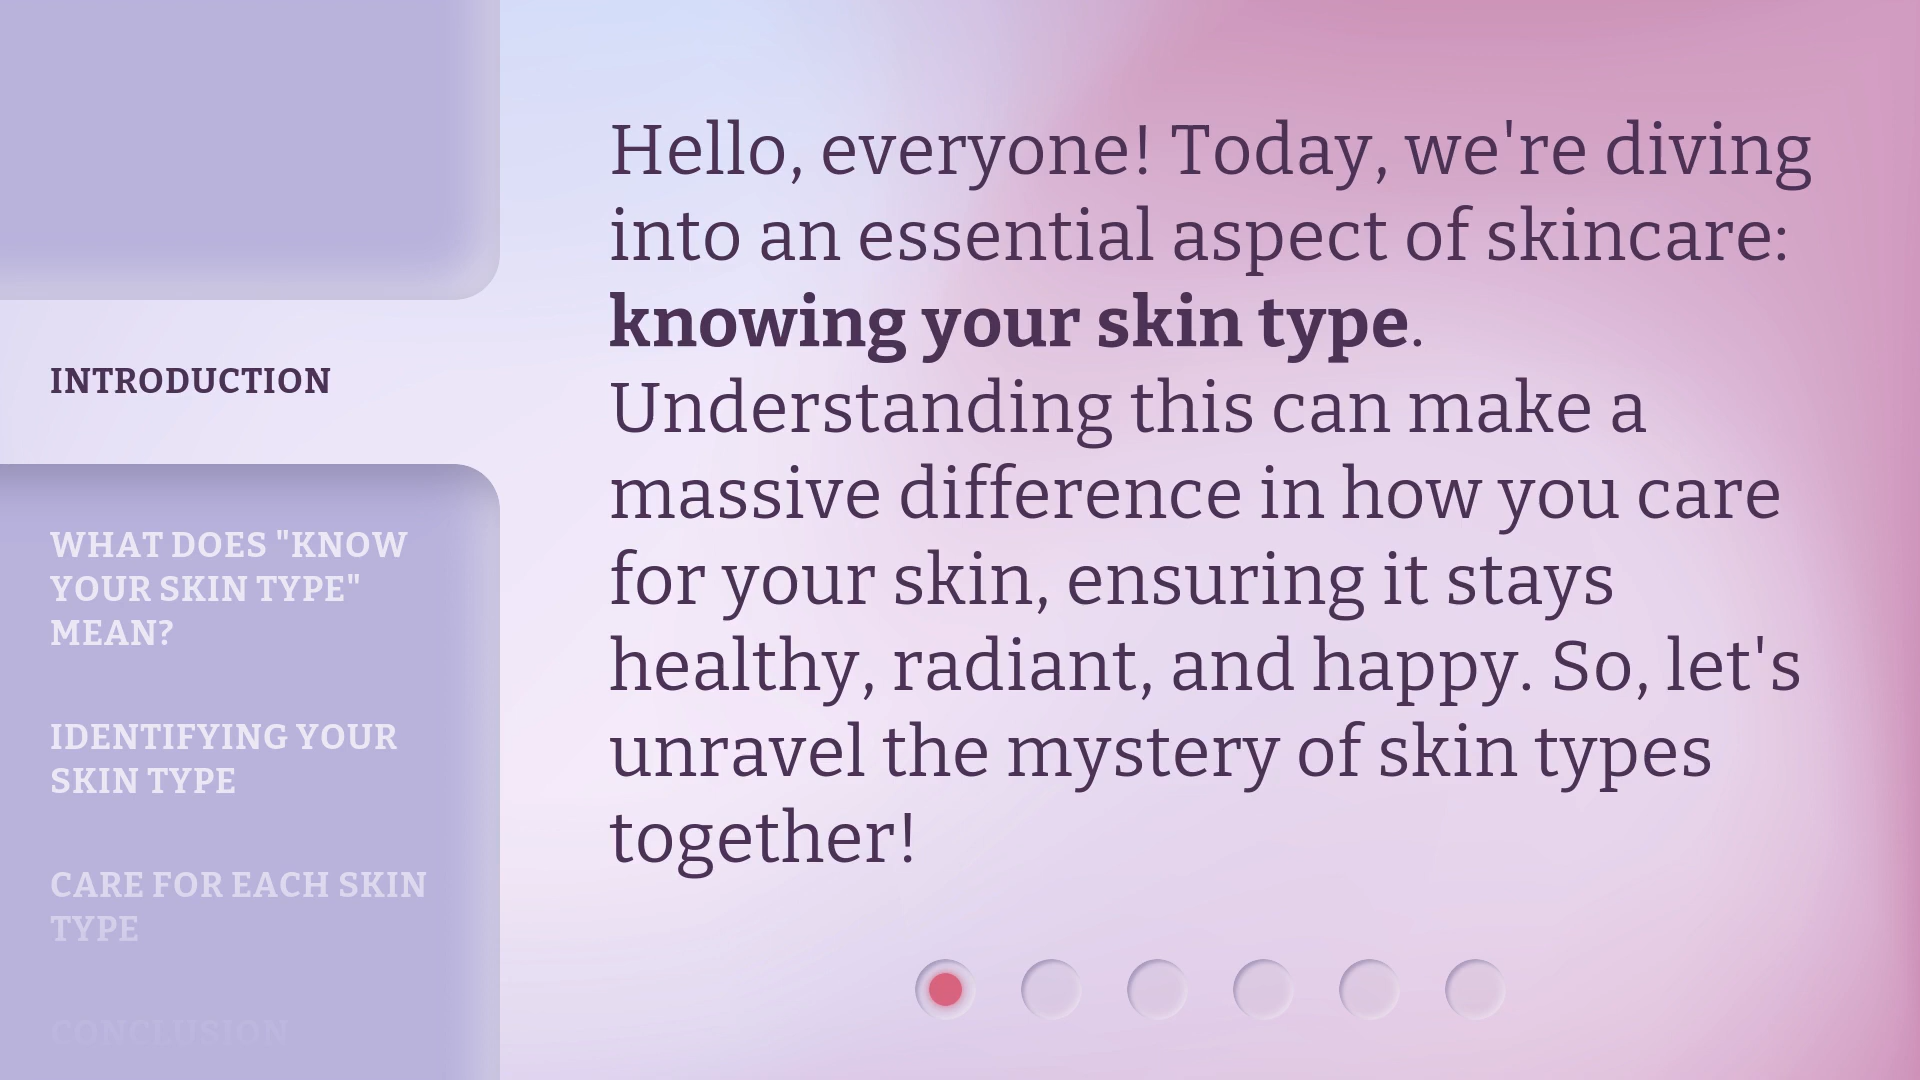 INTRODUCTION
WHAT DOES "KNOW
YOUR SKIN TYPE"
MEAN?
IDENTIFYING YOUR
SKIN TYPE
CARE FOR EACH SKIN
TYPE
CONCLUSION
Hello, everyone! Today, we're diving
into an essential aspect of skincare:
knowing your skin type.
Understanding this can make a
massive difference in how you care
for your skin, ensuring it stays
healthy, radiant, and happy. So, let's
unravel the mystery of skin types
together!